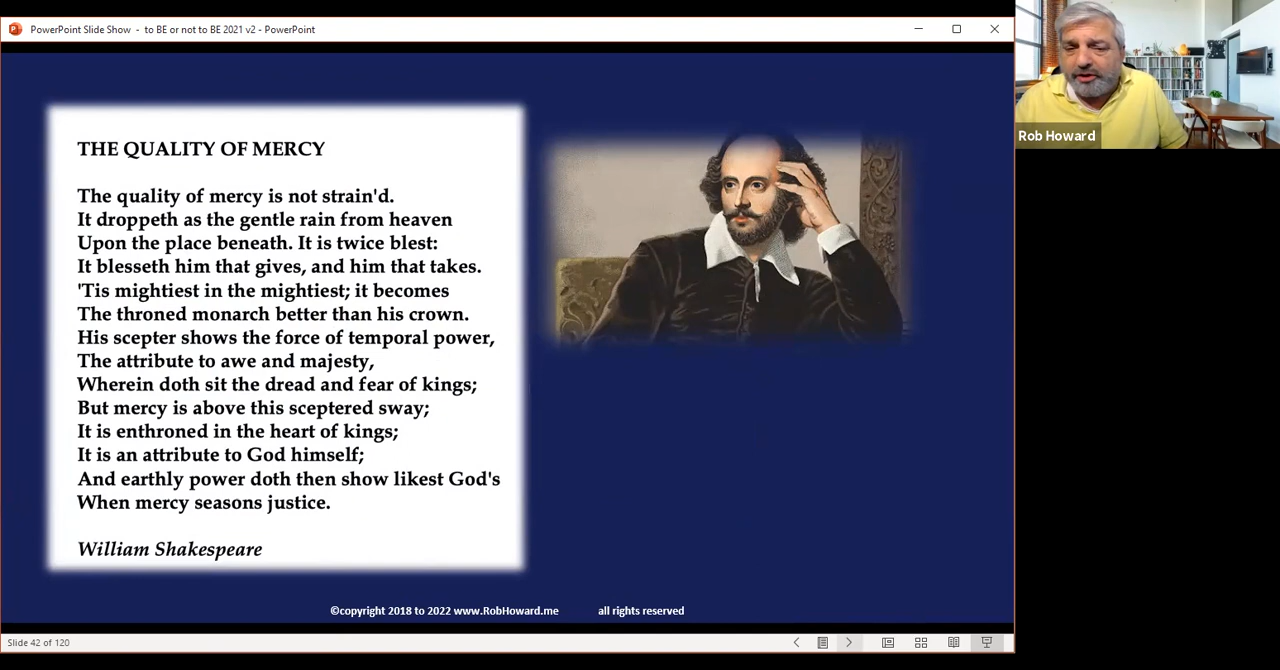 PowerPoint Slide Show - to BE or not to BE 2021 v2 - PowerPoint
Rob Howard
THE QUALITY OF MERCY
The quality of mercy is not strain'd.
It droppeth as the gentle rain from heaven
Upon the place beneath. It is twice blest:
It blesseth him that gives, and him that takes.
'Tis mightiest in the mightiest; it becomes
The throned monarch better than his crown.
His scepter shows the force of temporal power,
The attribute to awe and majesty,
Wherein doth sit the dread and fear of kings;
But mercy is above this sceptered sway;
It is enthroned in the heart of kings;
It is an attribute to God himself;
And earthly power doth then show likest God's
When mercy seasons justice.
William Shakespeare
©copyright 2018 to 2022 www.RobHoward.me all rights reserved
Slide 42 of 120